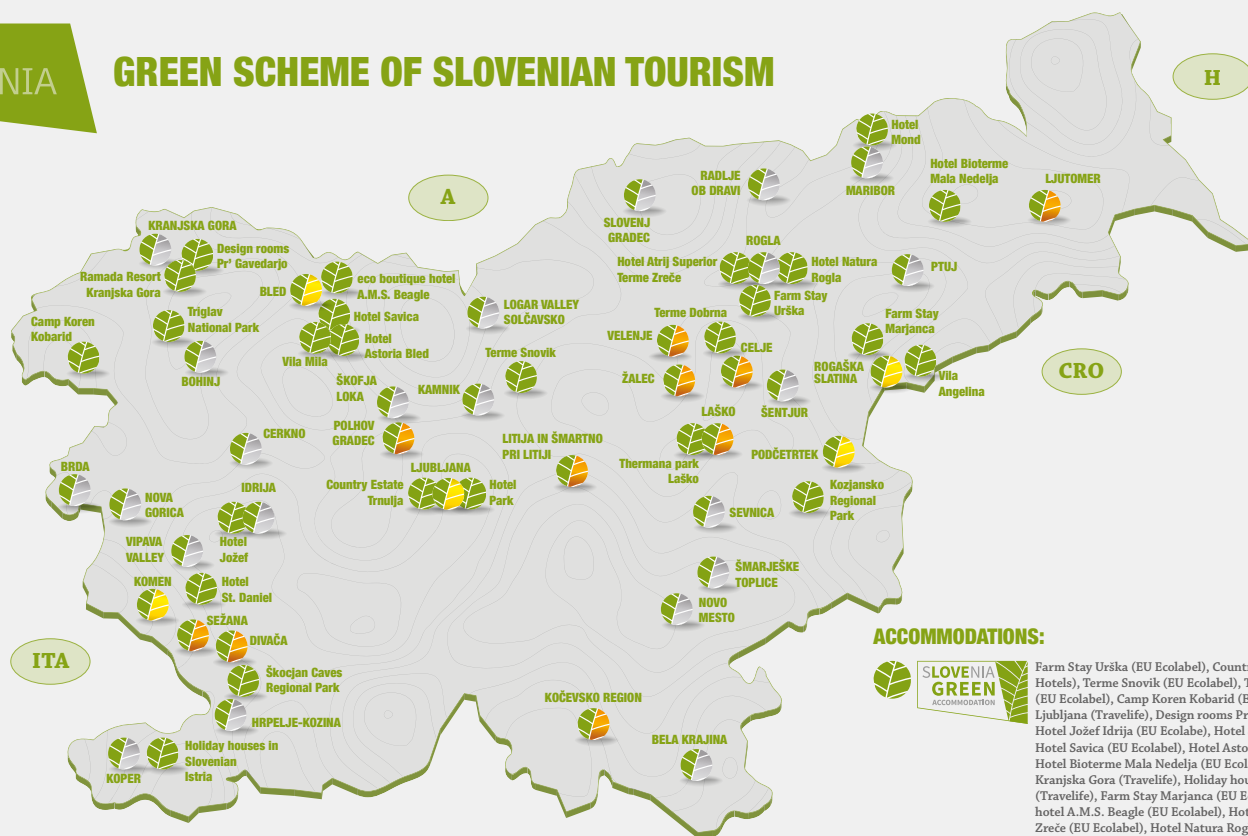 NIA
GREEN SCHEME OF SLOVENIAN TOURISM
H
A
CRO
ITA
Hotel
Mond
MARIBOR
Hotel Bioterme
Mala Nedelja
LJUTOMER
RADLJE
OB DRAVI
SLOVENJ
GRADEC
KRANJSKA GORA
Design rooms
Pr' Gavedarjo
Ramada Resort
Kranjska Gora
BLED
eco boutique hotel
A.M.S. Beagle
Hotel Savica
Hotel
Astoria Bled
Vila Mila
Triglav
National Park
BOHINJ
Camp Koren
Kobarid
LOGAR VALLEY
SOLČAVSKO
ROGLA
Hotel Atrij Superior
Terme Zreče
Hotel Natura
Rogla
Farm Stay
Urška
PTUJ
Terme Dobrna
VELENJE
CELJE
ŽALEC
Farm Stay
Marjanca
ROGAŠKA
SLATINA
Vila
Angelina
ŠENTJUR
Terme Snovik
ŠKOFJA
LOKA
KAMNIK
POLHOV
GRADEC
CERKNO
LITIJA IN ŠMARTNO
PRI LITIJI
LAŠKO
Thermana park
Laško
PODČETRTEK
Kozjansko
Regional
Park
LJUBLJANA
Country Estate
Trnulja
Hotel
Park
BRDA
NOVA
GORICA
IDRIJA
Hotel
Jožef
VIPAVA
VALLEY
SEVNICA
ŠMARJEŠKE
TOPLICE
NOVO
MESTO
KOMEN
Hotel
St. Daniel
SEŽANA
DIVAČA
Škocjan Caves
Regional Park
HRPELJE-KOZINA
KOPER
Holiday houses in
Slovenian
Istria
KOČEVSKO REGION
BELA KRAJINA
ACCOMMODATIONS:
SLOVENIA
GREEN
ACCOMMODATION
Farm Stay Urška (EU Ecolabel), Count
Hotels), Terme Snovik (EU Ecolabel), T
(EU Ecolabel), Camp Koren Kobarid (E
Ljubljana (Travelife), Design rooms Pr
Hotel Jožef Idrija (EU Ecolabe), Hotel
Hotel Savica (EU Ecolabel), Hotel Asto
Hotel Bioterme Mala Nedelja (EU Ecol
Kranjska Gora (Travelife), Holiday hou
(Travelife), Farm Stay Marjanca (EU E
hotel A.M.S. Beagle (EU Ecolabel), Hot
Zreče (EU Ecolabel), Hotel Natura Rog